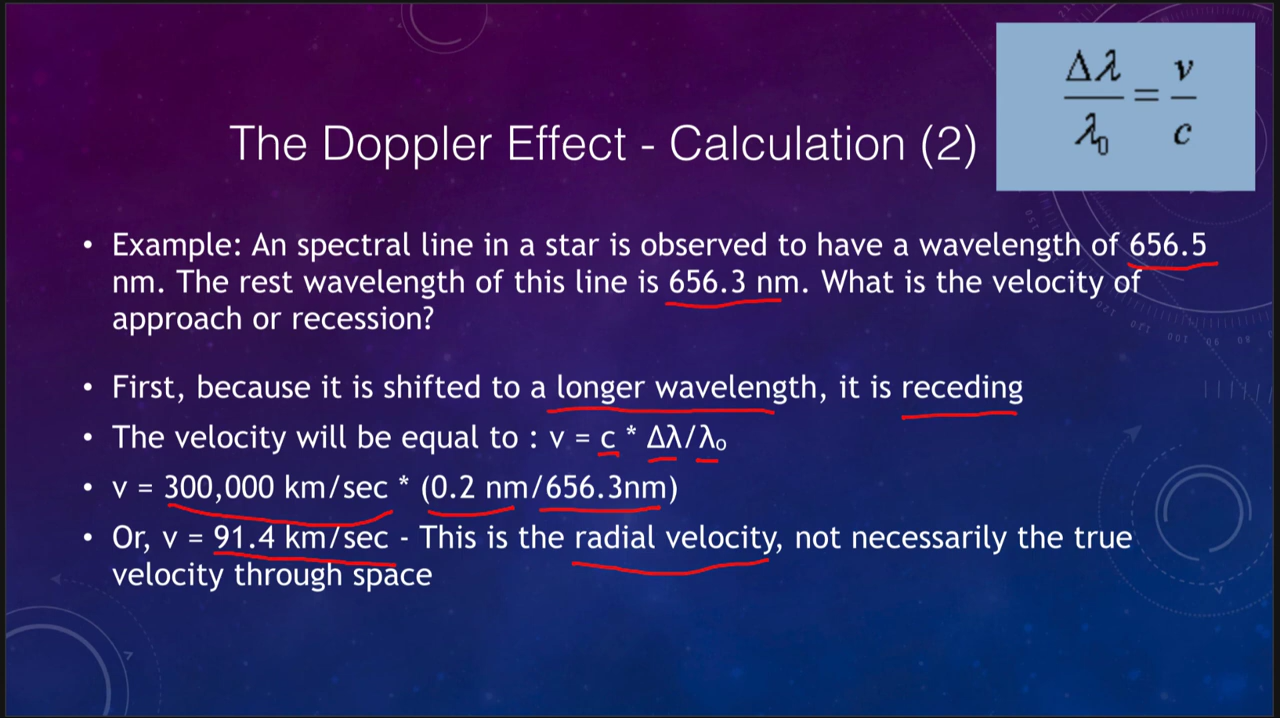 Δλ/λ₀ = v/c
The Doppler Effect - Calculation (2)
• Example: An spectral line in a star is observed to have a wavelength of 656.5
nm. The rest wavelength of this line is 656.3 nm. What is the velocity of
approach or recession?
• First, because it is shifted to a longer wavelength, it is receding
• The velocity will be equal to : v = c * Δλ/λ₀
• v = 300,000 km/sec * (0.2 nm/656.3nm)
• Or, v = 91.4 km/sec - This is the radial velocity, not necessarily the true
velocity through space